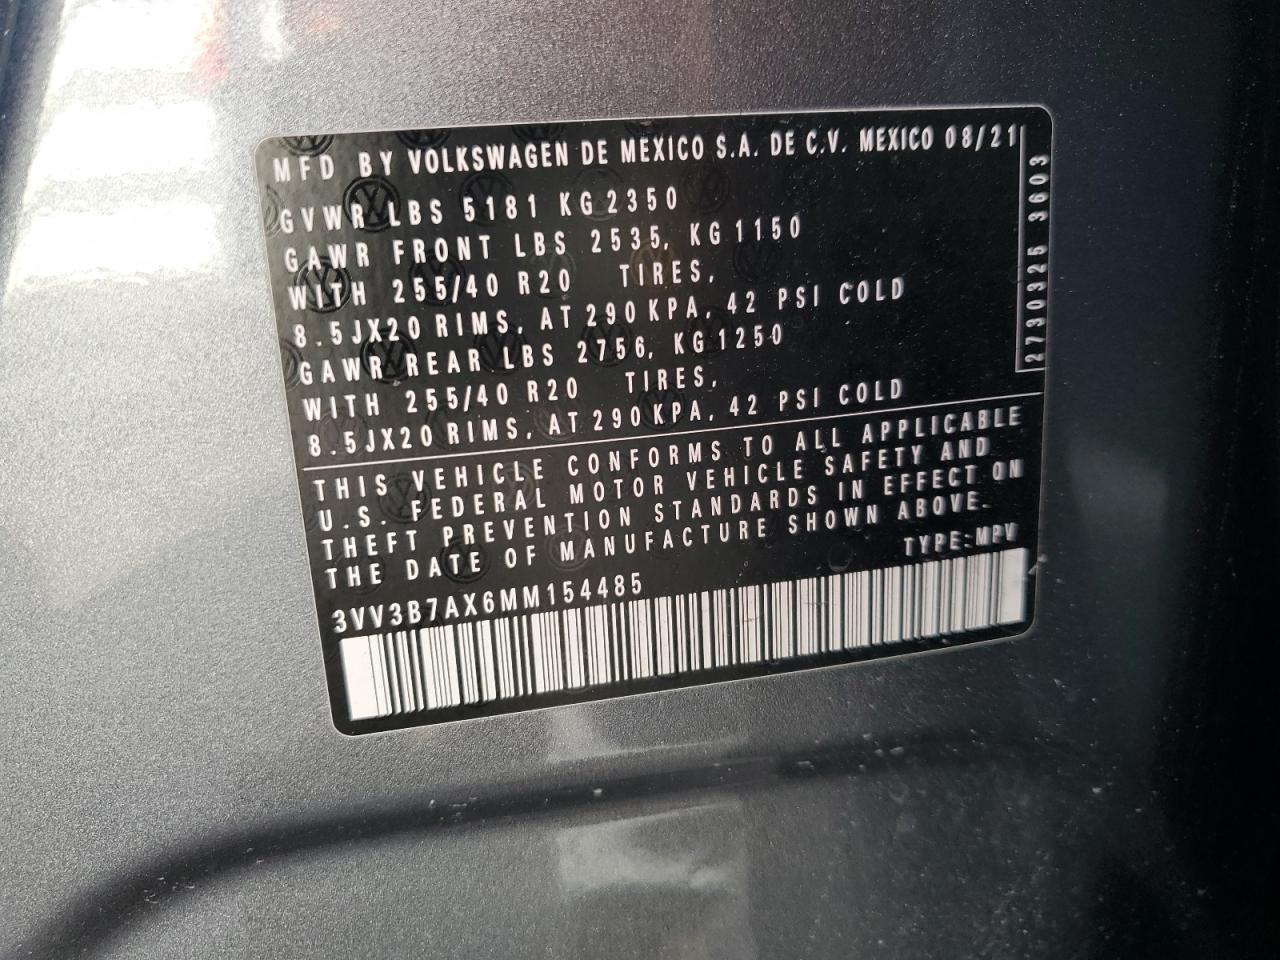 MFD BY VOLKSWAGEN DE MEXICO S.A. DE C.V. MEXICO 08/21
GVWR LBS 5181 KG 2350
GAWR FRONT LBS 2535, KG 1150
WITH 255/40 R20 TIRES,
8.5JX20 RIMS, AT 290 KPA, 42 PSI COLD
GAWR REAR LBS 2756, KG 1250
WITH 255/40 R20 TIRES,
8.5JX20 RIMS, AT 290 KPA, 42 PSI COLD
THIS VEHICLE CONFORMS TO ALL APPLICABLE
U.S. FEDERAL MOTOR VEHICLE SAFETY AND
THEFT PREVENTION STANDARDS IN EFFECT ON
THE DATE OF MANUFACTURE SHOWN ABOVE.
TYPE:MPV
3VV3B7AX6MM154485
2730325 3603